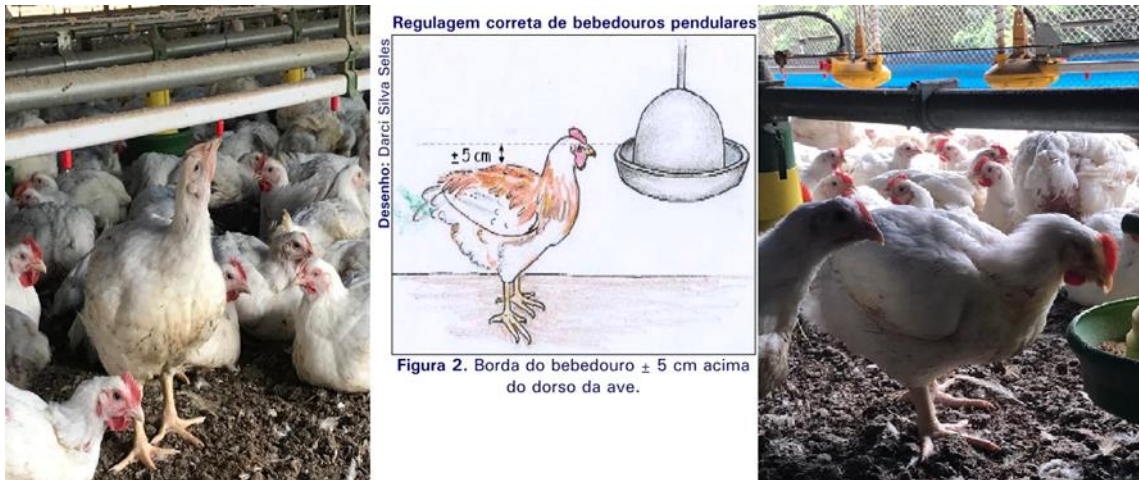 Regulagem correta de bebedouros pendulares
Desenho: Darci Silva Seles
± 5 cm
Figura 2. Borda do bebedouro ± 5 cm acima
do dorso da ave.